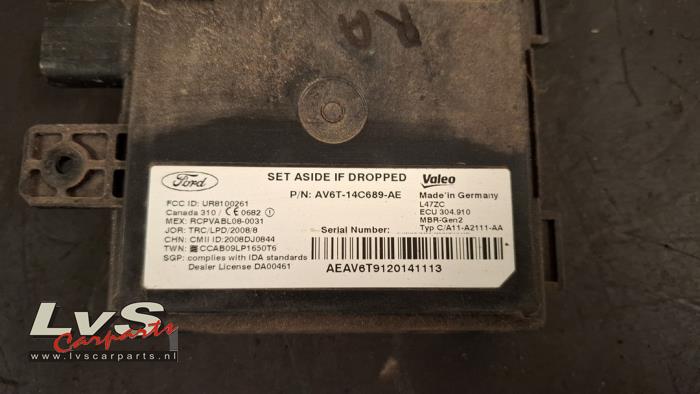 RA
Ford
SET ASIDE IF DROPPED
Valeo
P/N: AV6T-14C689-AE
Made in Germany
FCC ID: UR8100261
L47ZC
Canada 310 / CE 0682 !
ECU 304.910
MEX: RCPVABL08-0031
MBR-Gen2
JOR: TRC/LPD/2008/8
Typ C/A11-A2111-AA
CHN: CMII ID:2008DJ0844
TWN: CCAB09LP1650T6
SGP: complies with IDA standards
Dealer License DA00461
Serial Number:
AEAV6T9120141113
LvS
Carparts
www.lvscarparts.nl